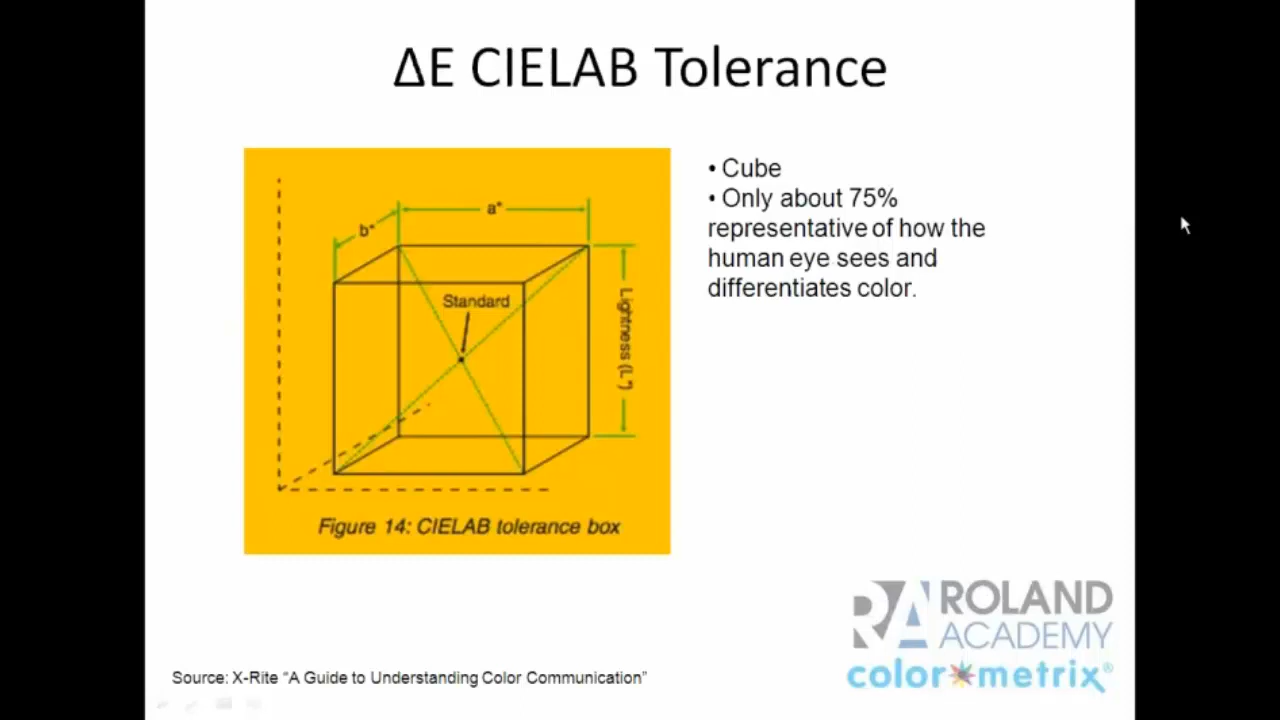 ΔE CIELAB Tolerance
b*
a*
Standard
Lightness (L*)
Figure 14: CIELAB tolerance box
• Cube
• Only about 75%
representative of how the
human eye sees and
differentiates color.
RA ROLAND
ACADEMY
color metrix®
Source: X-Rite “A Guide to Understanding Color Communication”